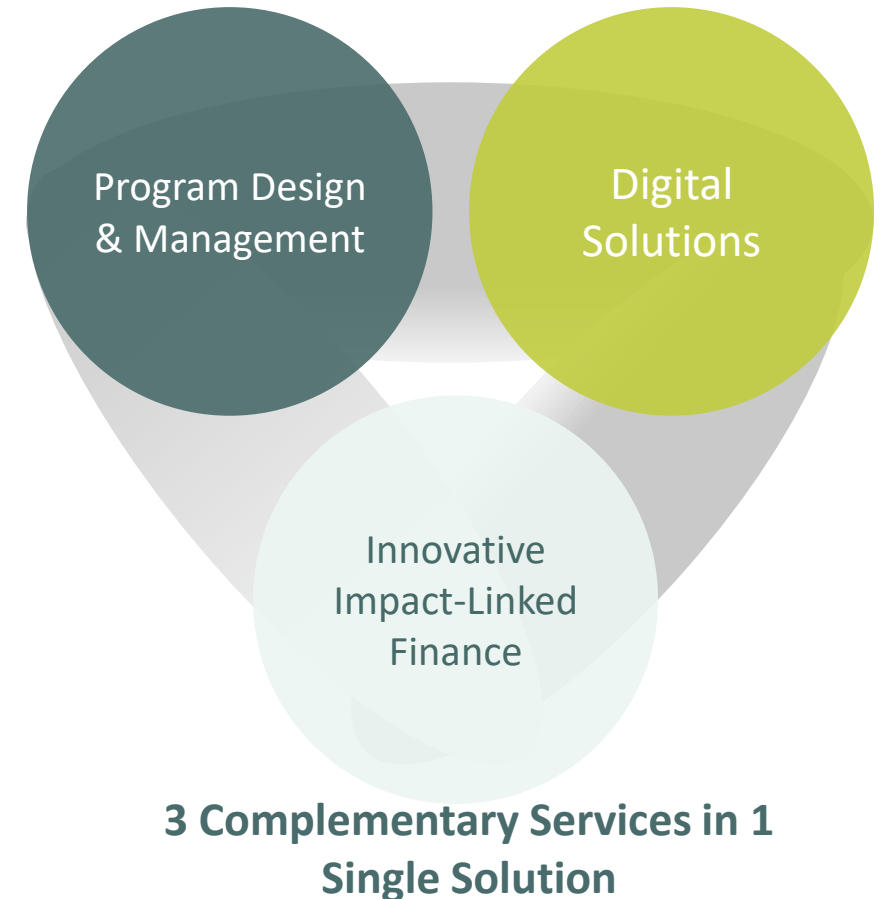 Program Design
& Management
Digital
Solutions
Innovative
Impact-Linked
Finance
3 Complementary Services in 1
Single Solution